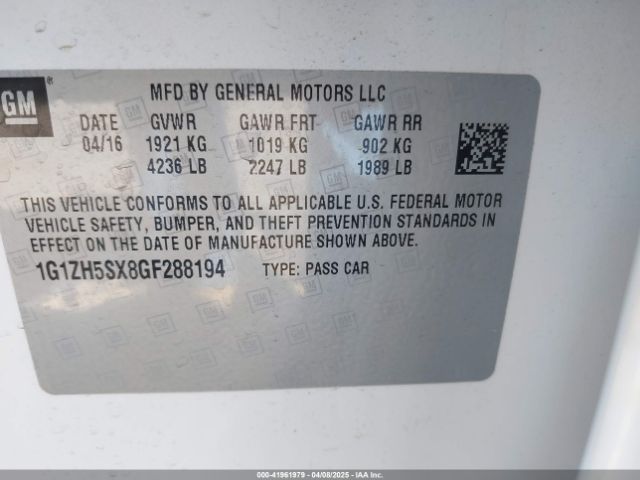 GM ®
MFD BY GENERAL MOTORS LLC
DATE GVWR GAWR FRT GAWR RR
04/16 1921 KG 1019 KG 902 KG
4236 LB 2247 LB 1989 LB
THIS VEHICLE CONFORMS TO ALL APPLICABLE U.S. FEDERAL MOTOR
VEHICLE SAFETY, BUMPER, AND THEFT PREVENTION STANDARDS IN
EFFECT ON THE DATE OF MANUFACTURE SHOWN ABOVE.
1G1ZH5SX8GF288194 TYPE: PASS CAR
000-41961979 - 04/08/2025 - IAADN